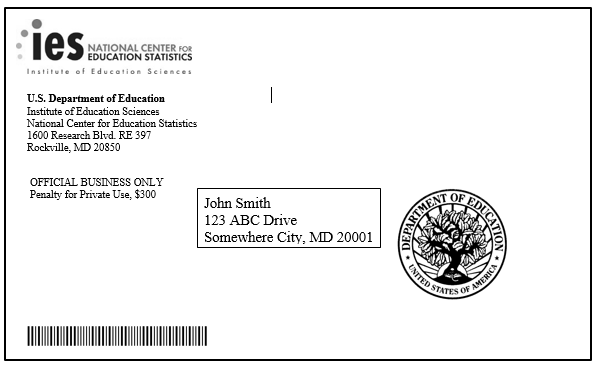 ies NATIONAL CENTER FOR
EDUCATION STATISTICS
Institute of Education Sciences
U.S. Department of Education
Institute of Education Sciences
National Center for Education Statistics
1600 Research Blvd. RE 397
Rockville, MD 20850
OFFICIAL BUSINESS ONLY
Penalty for Private Use, $300
John Smith
123 ABC Drive
Somewhere City, MD 20001
DEPARTMENT OF EDUCATION
UNITED STATES OF AMERICA